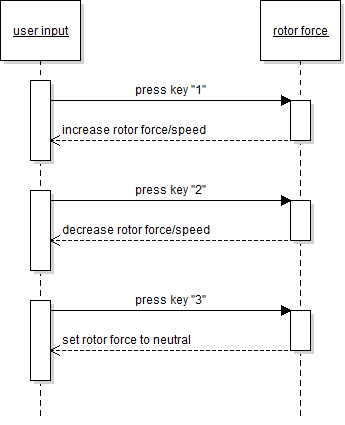 user input
rotor force
press key "1"
increase rotor force/speed
press key "2"
decrease rotor force/speed
press key "3"
set rotor force to neutral